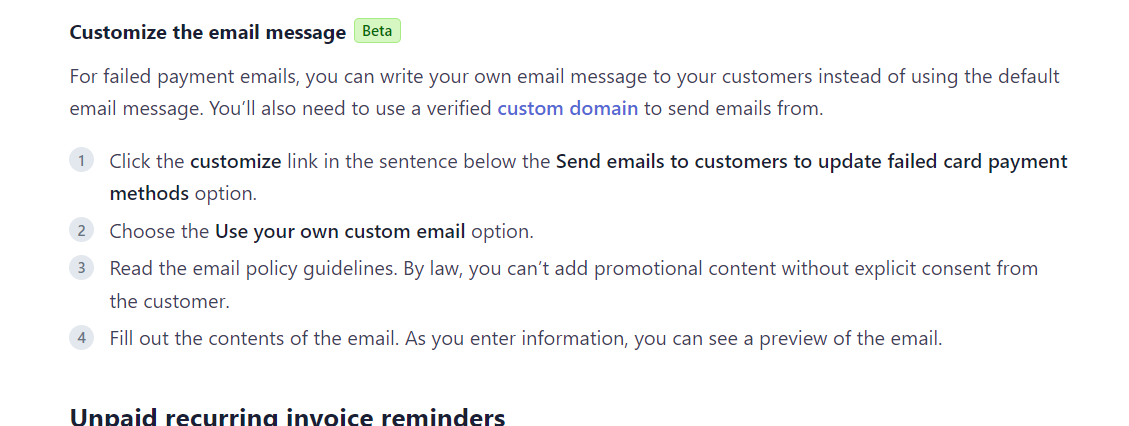 Customize the email message Beta
For failed payment emails, you can write your own email message to your customers instead of using the default
email message. You’ll also need to use a verified custom domain to send emails from.
1 Click the customize link in the sentence below the Send emails to customers to update failed card payment
methods option.
2 Choose the Use your own custom email option.
3 Read the email policy guidelines. By law, you can’t add promotional content without explicit consent from
the customer.
4 Fill out the contents of the email. As you enter information, you can see a preview of the email.
Unpaid recurring invoice reminders